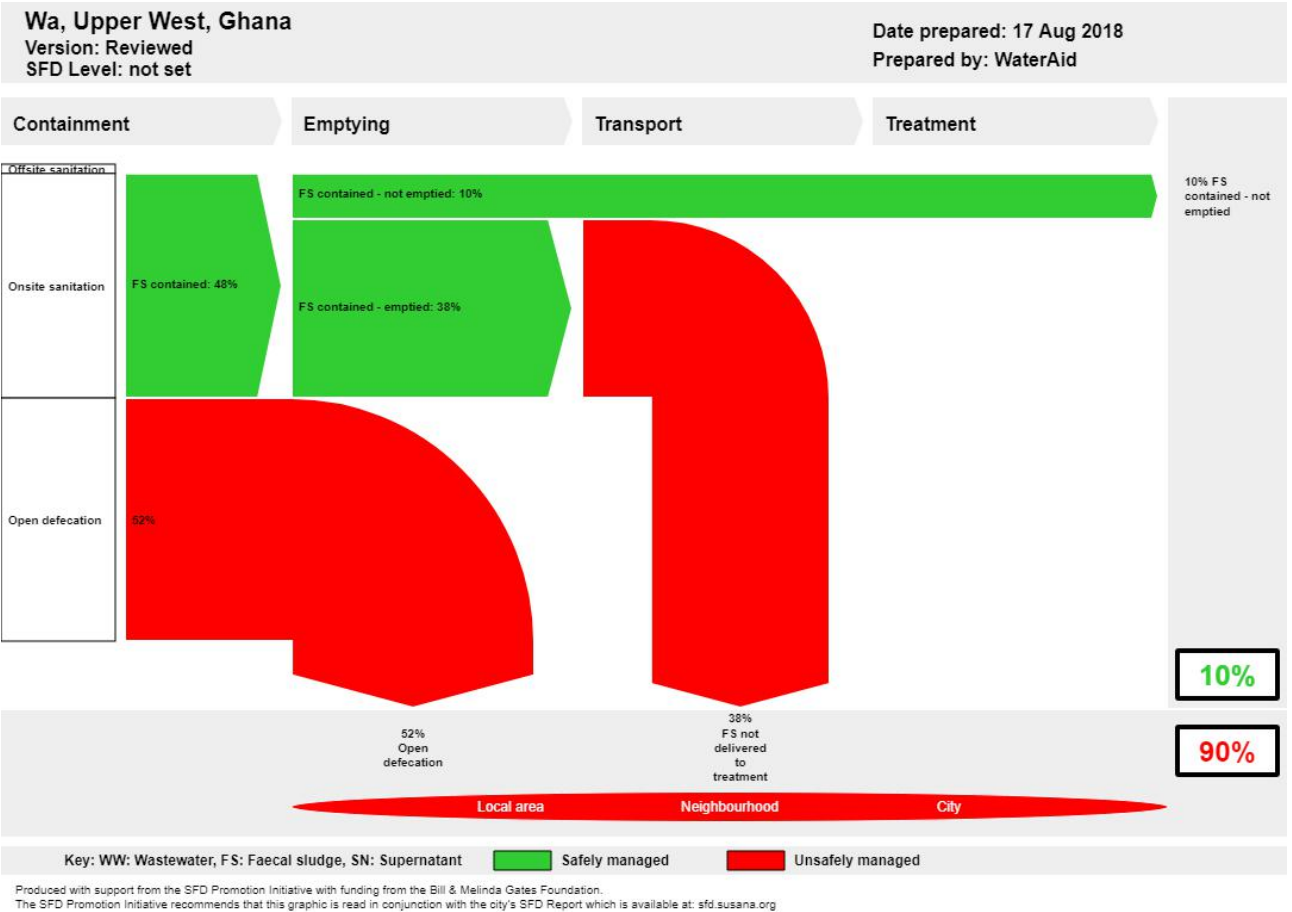 Wa, Upper West, Ghana
Version: Reviewed
SFD Level: not set
Date prepared: 17 Aug 2018
Prepared by: WaterAid
Containment
Emptying
Transport
Treatment
Offsite sanitation
FS contained - not emptied: 10%
10% FS
contained - not
emptied
Onsite sanitation
FS contained: 48%
FS contained - emptied: 38%
Open defecation
52%
10%
52%
Open
defecation
38%
FS not
delivered
to
treatment
90%
Local area
Neighbourhood
City
Key: WW: Wastewater, FS: Faecal sludge, SN: Supernatant
Safely managed
Unsafely managed
Produced with support from the SFD Promotion Initiative with funding from the Bill & Melinda Gates Foundation.
The SFD Promotion Initiative recommends that this graphic is read in conjunction with the city's SFD Report which is available at: sfd.susana.org